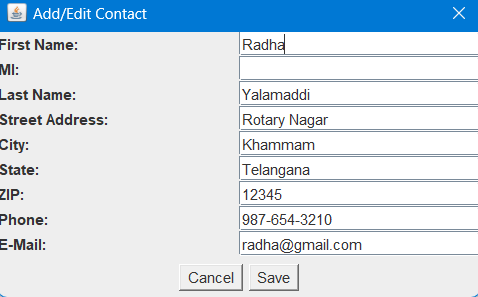 Add/Edit Contact
First Name: Radha
MI:
Last Name: Yalamaddi
Street Address: Rotary Nagar
City: Khammam
State: Telangana
ZIP: 12345
Phone: 987-654-3210
E-Mail: radha@gmail.com
Cancel Save